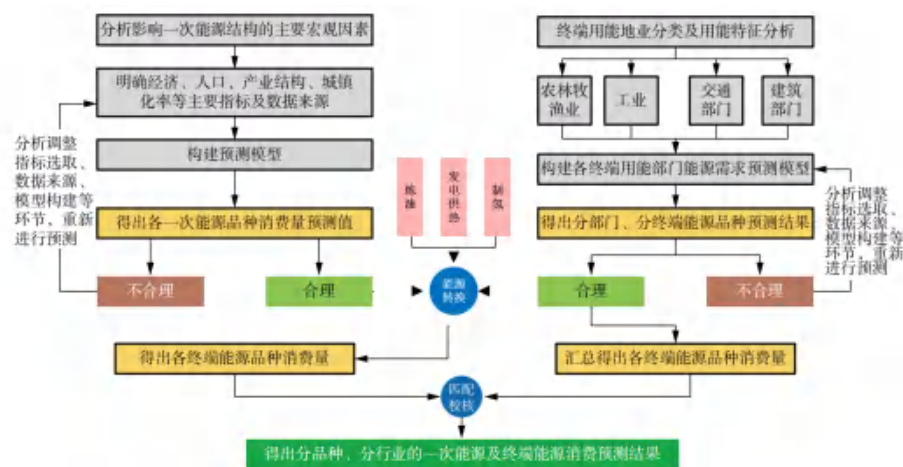 分析影响一次能源结构的主要宏观因素
明确经济、人口、产业结构、城镇
化率等主要指标及数据来源
构建预测模型
得出各一次能源品种消费量预测值
不合理
合理
分析调整
指标选取、
数据来源、
模型构建等
环节,重新
进行预测
得出各终端能源品种消费量
炼油
发电供热
制氢
能源
转换
终端用能地业分类及用能特征分析
农林牧
渔业
工业
交通
部门
建筑
部门
构建各终端用能部门能源需求预测模型
得出分部门、分终端能源品种预测结果
合理
不合理
分析调整
指标选取、
数据来源、
模型构建等
环节,重新
进行预测
汇总得出各终端能源品种消费量
匹配
校核
得出分品种、分行业的一次能源及终端能源消费预测结果